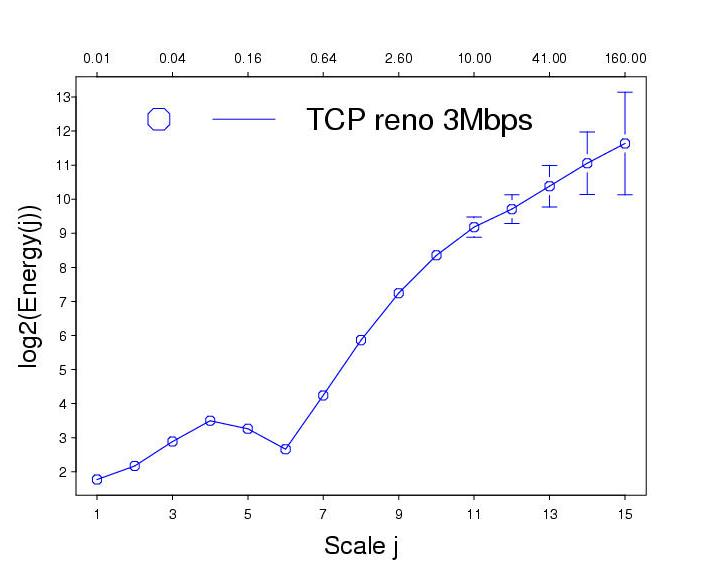 0.01 0.04 0.16 0.64 2.60 10.00 41.00 160.00
TCP reno 3Mbps
13
12
11
10
9
8
7
6
5
4
3
2
log2(Energy(j))
1 3 5 7 9 11 13 15
Scale j